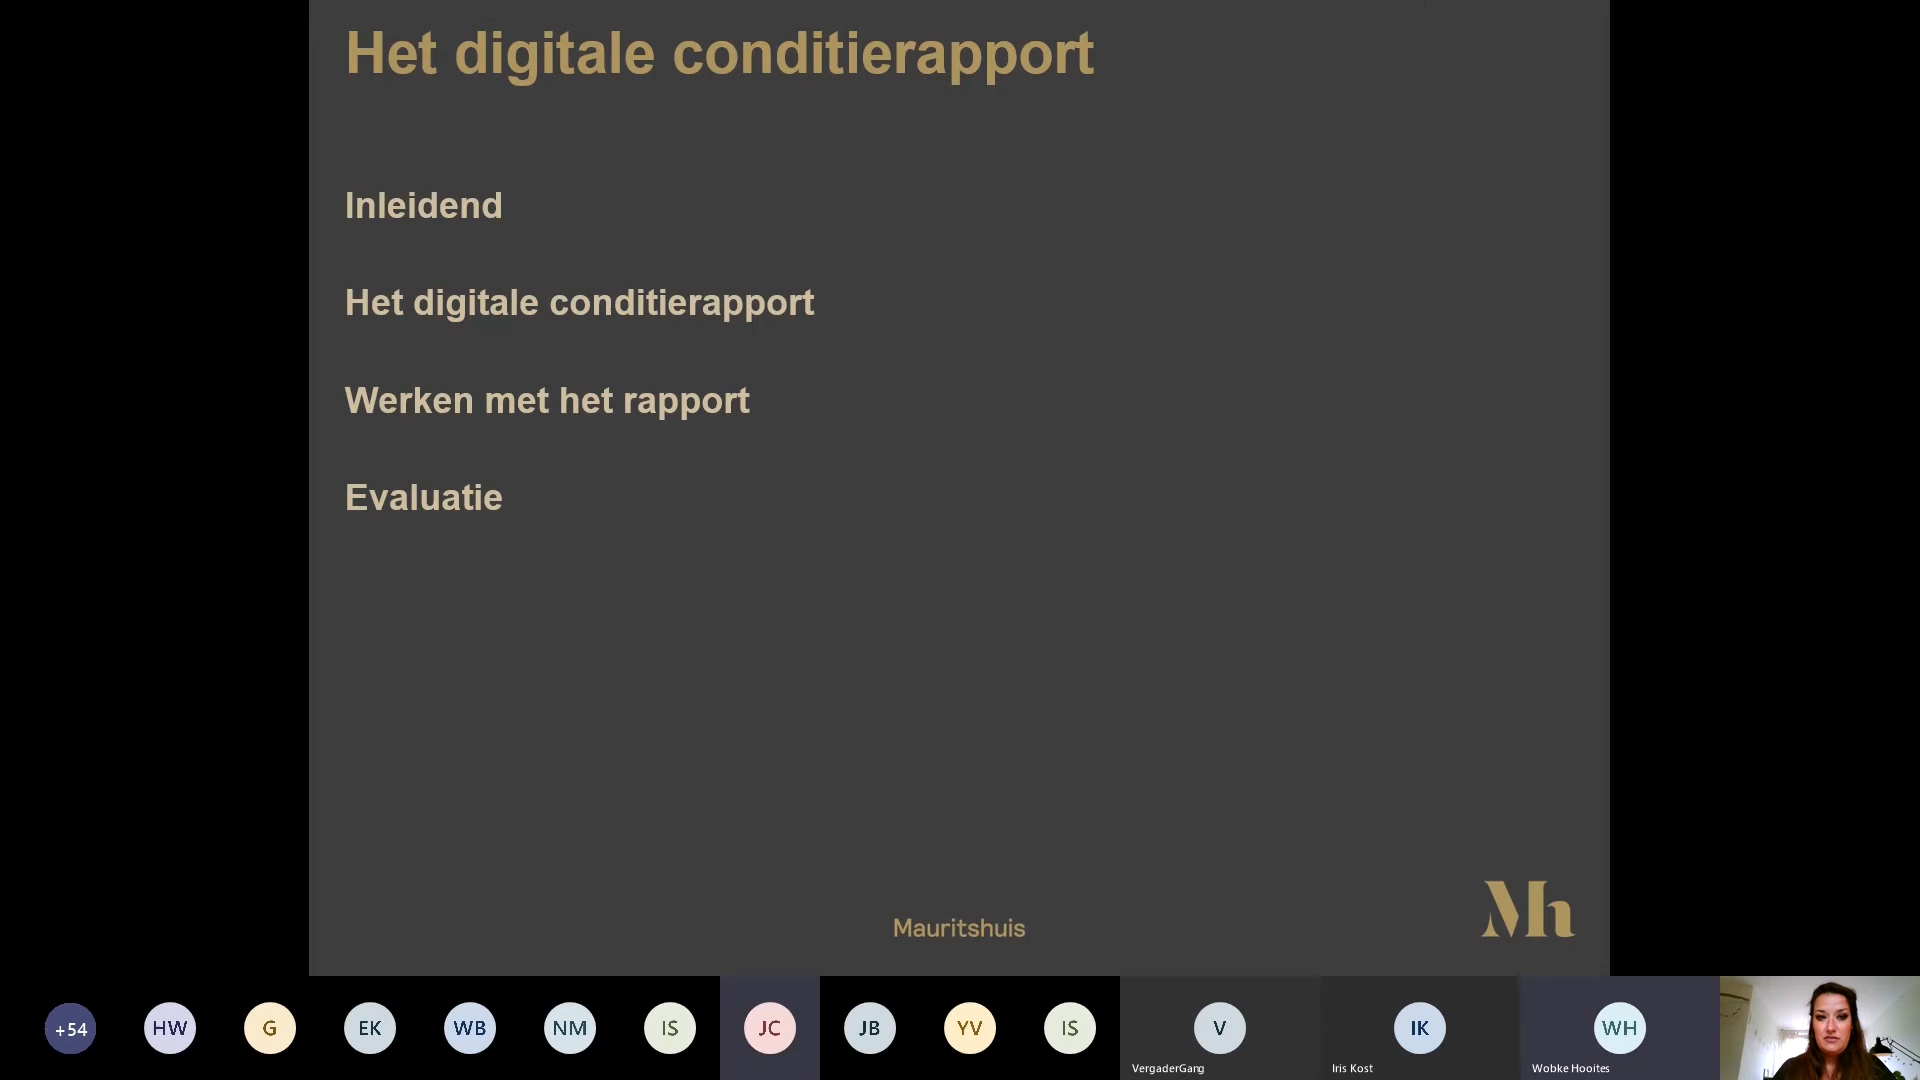 Het digitale conditierapport
Inleidend
Het digitale conditierapport
Werken met het rapport
Evaluatie
Mauritshuis
Mh
+54
HW
G
EK
WB
NM
IS
JC
JB
YV
IS
V
IK
WH
VergaderGang
Iris Kost
Wobke Hooites